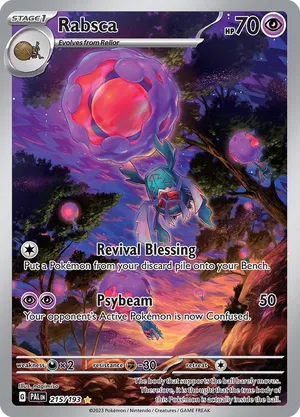 STAGE 1
Rabsca
HP 70
Evolves from Rellor
Revival Blessing
Put a Pokémon from your discard pile onto your Bench.
Psybeam 50
Your opponent's Active Pokémon is now Confused.
weakness ×2 resistance -30 retreat
The body that supports the ball barely moves.
Therefore, it is thought that the true body of
this Pokémon is actually inside the ball.
Illus.
G PAL EN 215/193
©2023 Pokémon / Nintendo / Creatures / GAME FREAK